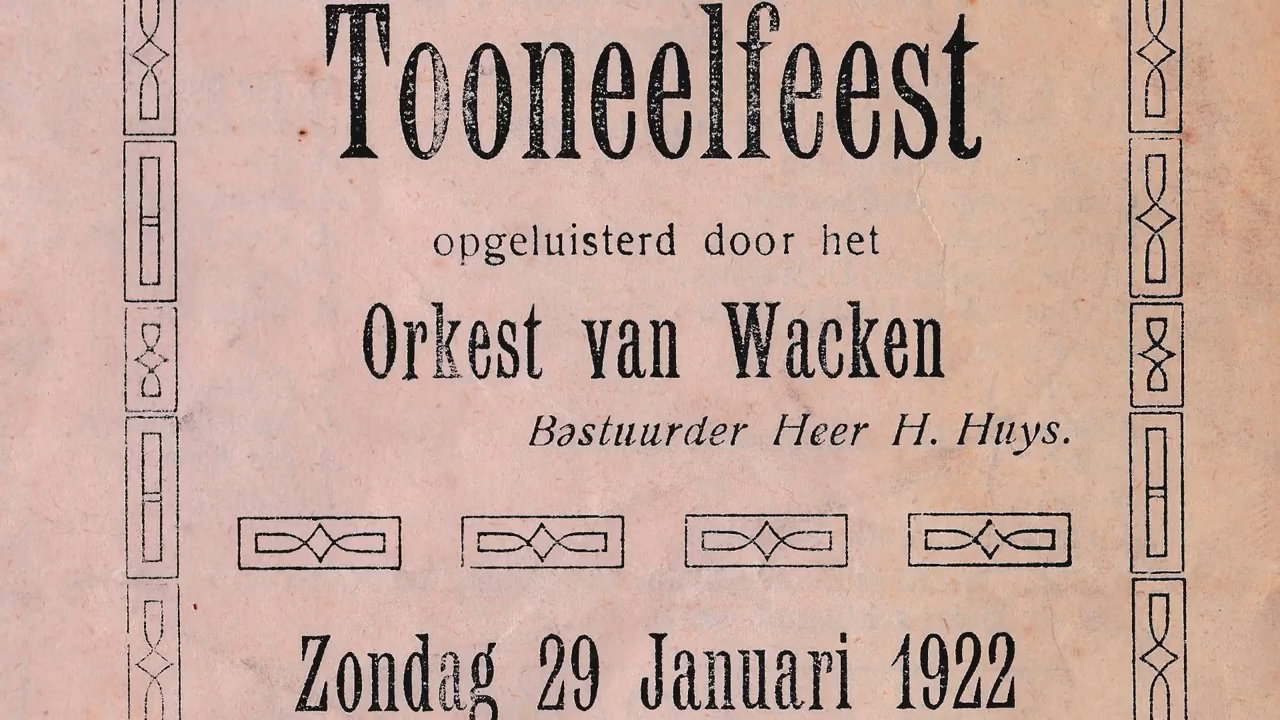 Tooneelfeest
opgeluisterd door het
Orkest van Wacken
Bəstuurder Heer H. Huys.
Zondag 29 Januari 1922